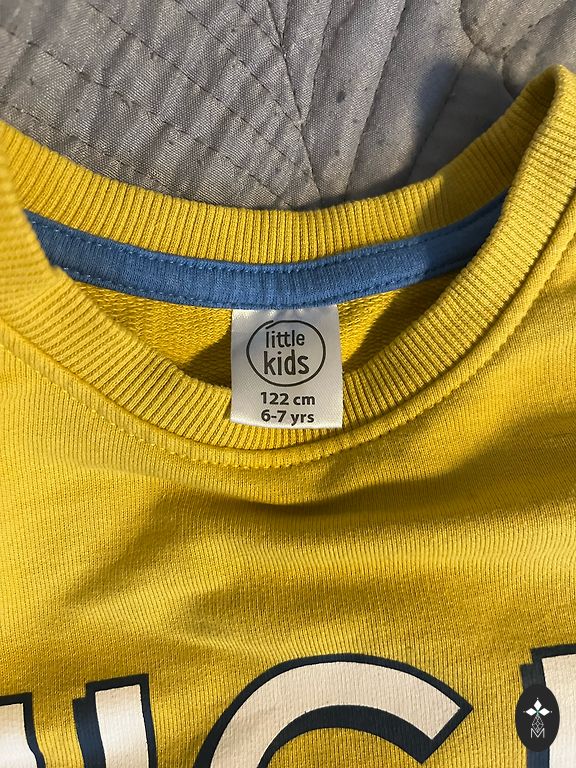 little
kids
122 cm
6-7 yrs